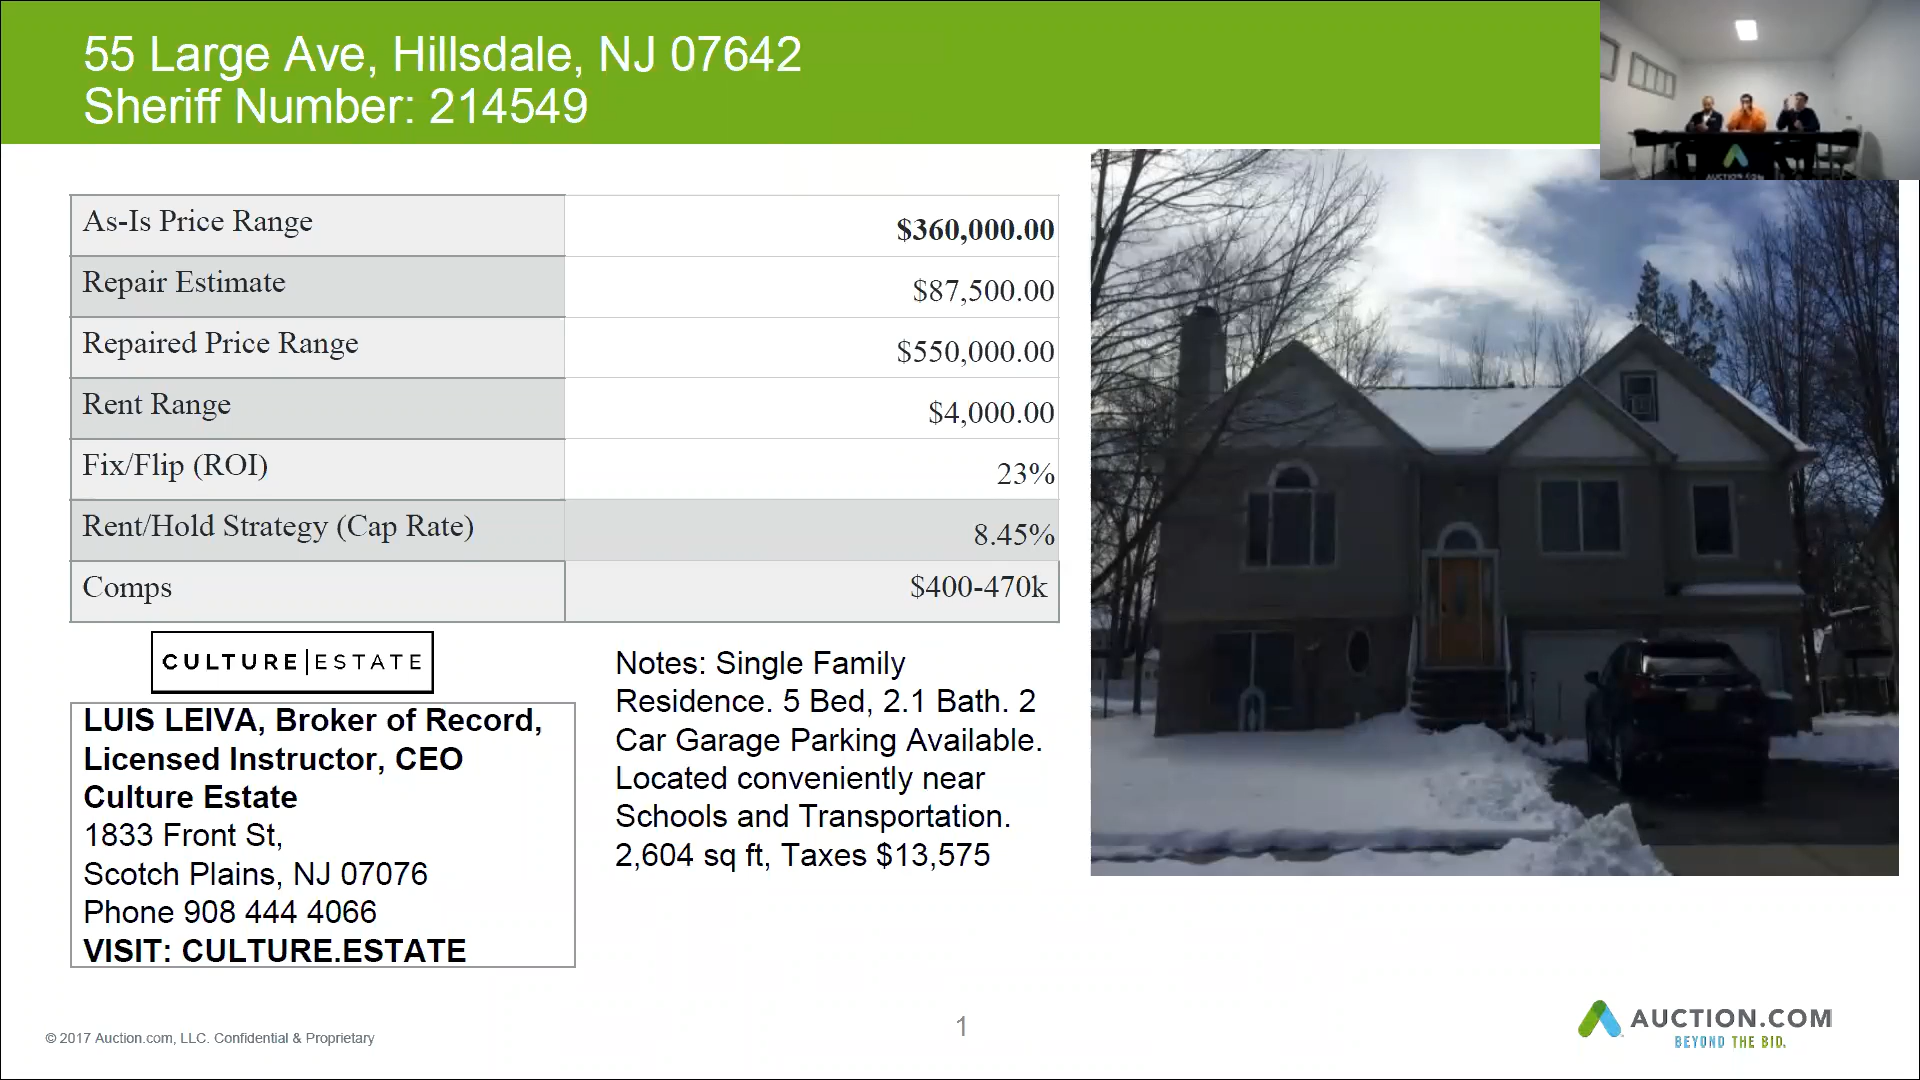 55 Large Ave, Hillsdale, NJ 07642
Sheriff Number: 214549
As-Is Price Range $360,000.00
Repair Estimate $87,500.00
Repaired Price Range $550,000.00
Rent Range $4,000.00
Fix/Flip (ROI) 23%
Rent/Hold Strategy (Cap Rate) 8.45%
Comps $400-470k
CULTURE|ESTATE
LUIS LEIVA, Broker of Record,
Licensed Instructor, CEO
Culture Estate
1833 Front St,
Scotch Plains, NJ 07076
Phone 908 444 4066
VISIT: CULTURE.ESTATE
Notes: Single Family
Residence. 5 Bed, 2.1 Bath. 2
Car Garage Parking Available.
Located conveniently near
Schools and Transportation.
2,604 sq ft, Taxes $13,575
AUCTION.COM
© 2017 Auction.com, LLC. Confidential & Proprietary
1
AUCTION.COM
BEYOND THE BID.